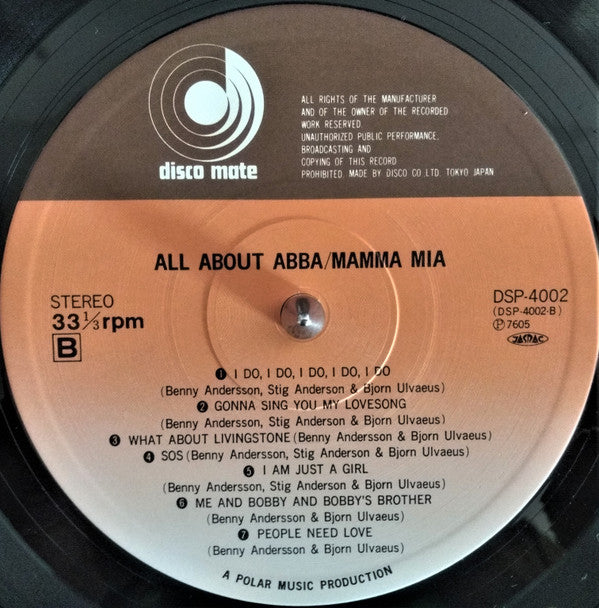 disco mate
ALL RIGHTS OF THE MANUFACTURER
AND OF THE OWNER OF THE RECORDED
WORK RESERVED.
UNAUTHORIZED PUBLIC PERFORMANCE,
BROADCASTING AND
COPYING OF THIS RECORD
PROHIBITED. MADE BY DISCO CO.,LTD. TOKYO JAPAN
ALL ABOUT ABBA/MAMMA MIA
STEREO
33 1/3 rpm
B
DSP-4002
(DSP-4002-B)
Ⓟ7605
JASRAC
❶ I DO, I DO, I DO, I DO, I DO
(Benny Andersson, Stig Anderson & Bjorn Ulvaeus)
❷ GONNA SING YOU MY LOVESONG
(Benny Andersson, Stig Anderson & Bjorn Ulvaeus)
❸ WHAT ABOUT LIVINGSTONE (Benny Andersson & Bjorn Ulvaeus)
❹ SOS (Benny Andersson, Stig Anderson & Bjorn Ulvaeus)
❺ I AM JUST A GIRL
(Benny Andersson, Stig Anderson & Bjorn Ulvaeus)
❻ ME AND BOBBY AND BOBBY'S BROTHER
(Benny Andersson & Bjorn Ulvaeus)
❼ PEOPLE NEED LOVE
(Benny Andersson & Bjorn Ulvaeus)
A POLAR MUSIC PRODUCTION